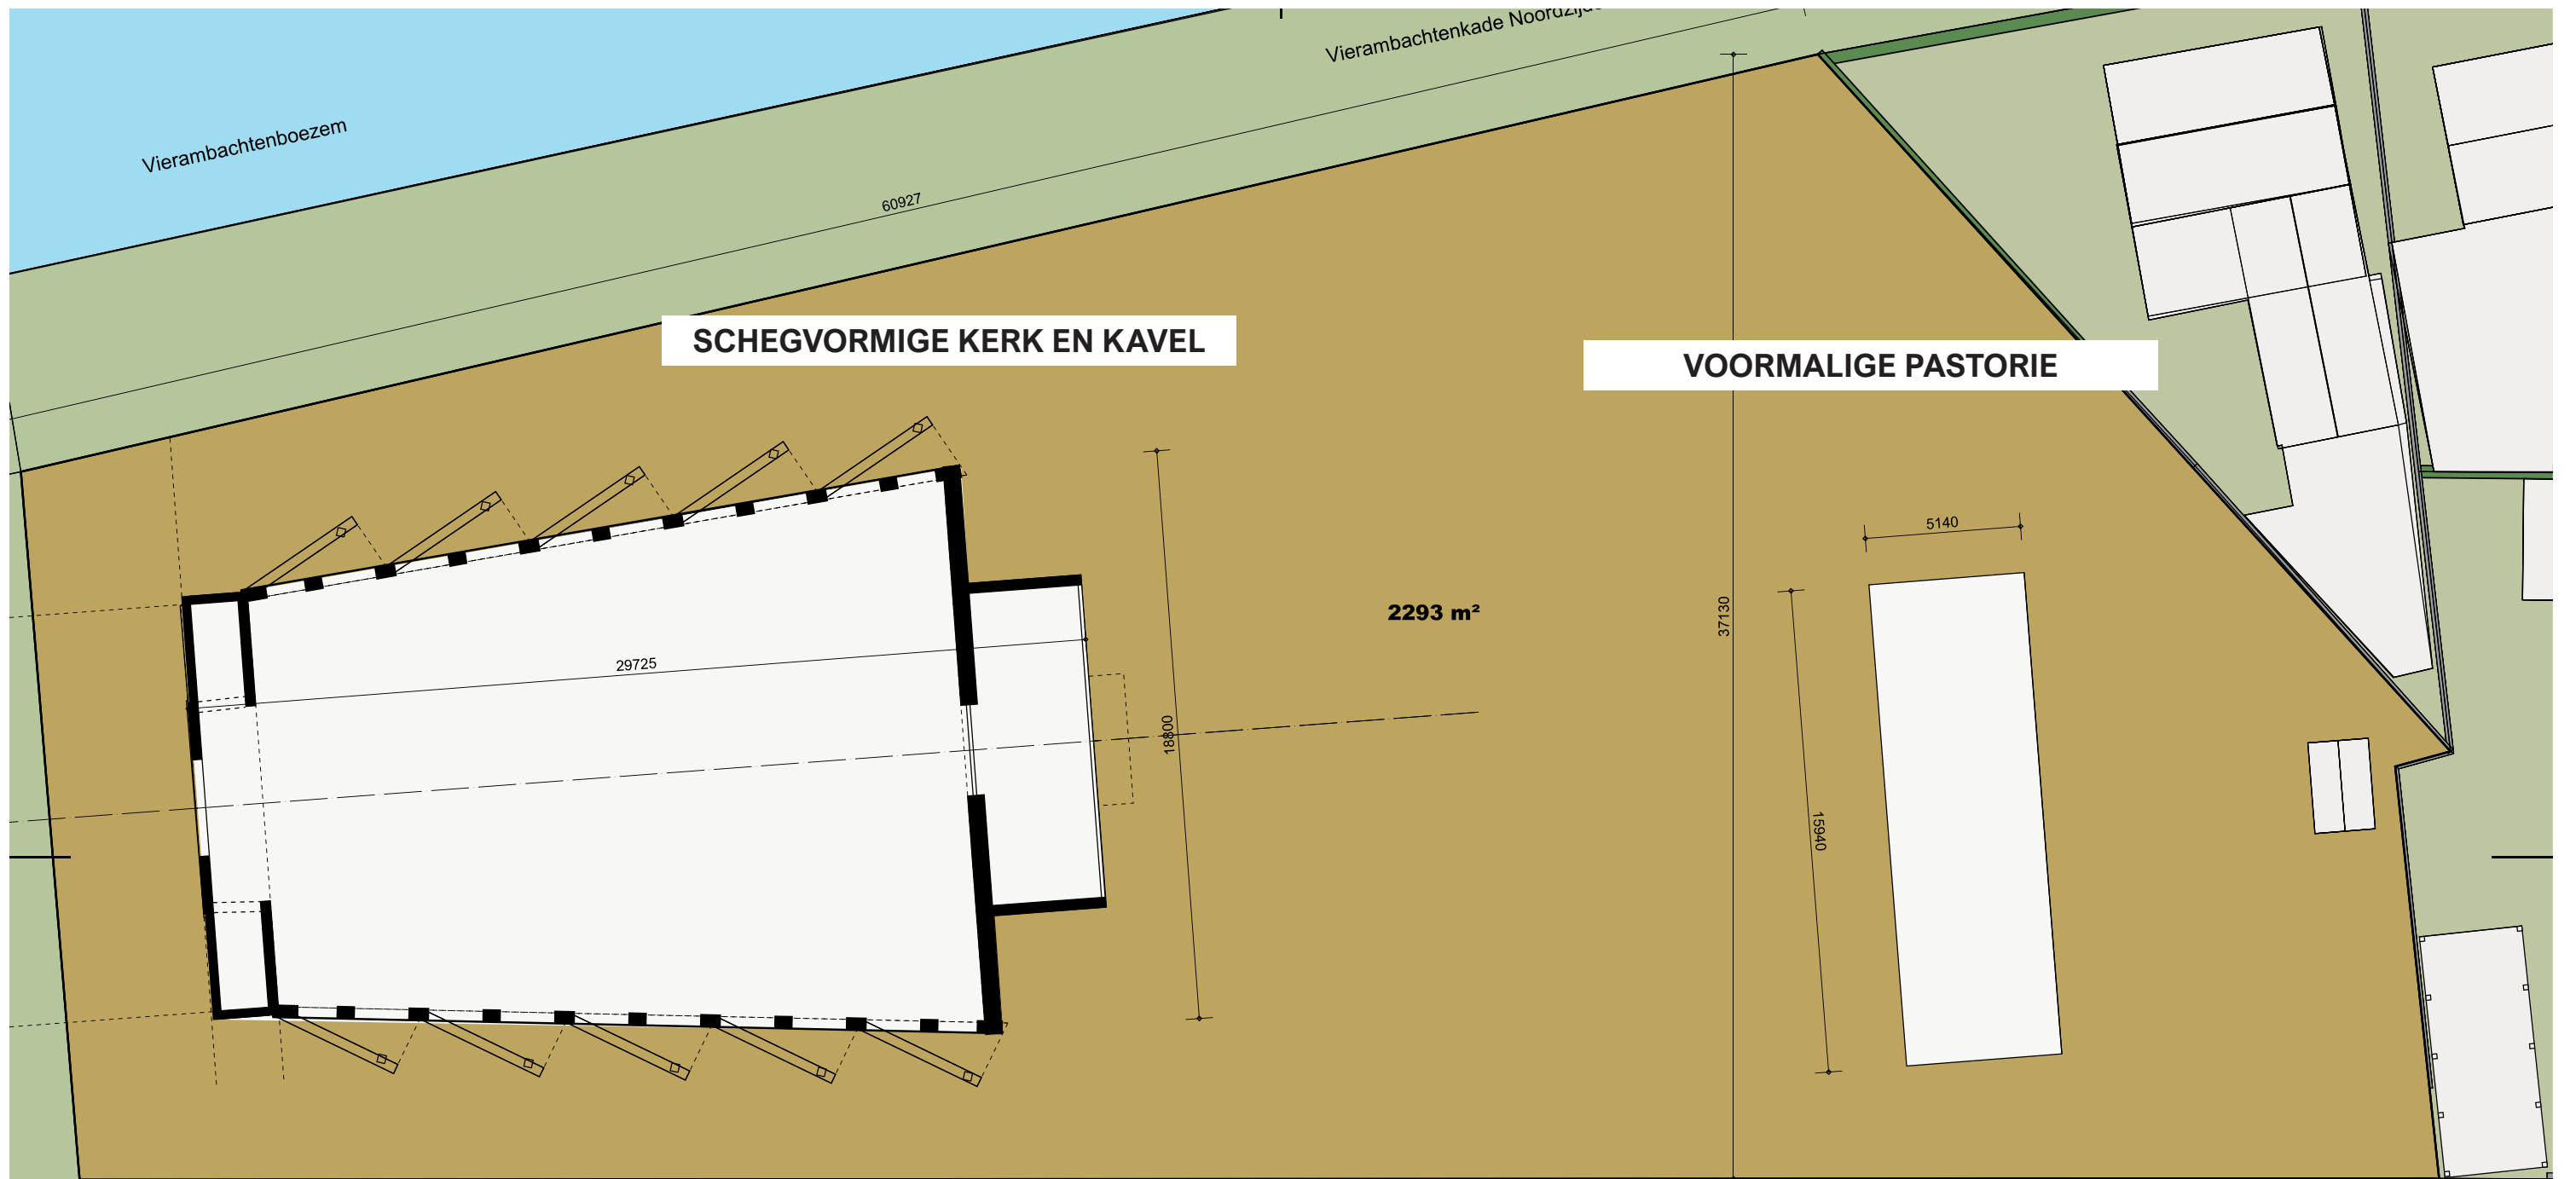 Vierambachtenkade Noordzijde
Vierambachtenboezem
60927
SCHEGVORMIGE KERK EN KAVEL
VOORMALIGE PASTORIE
5140
2293 m²
37130
29725
18800
15940